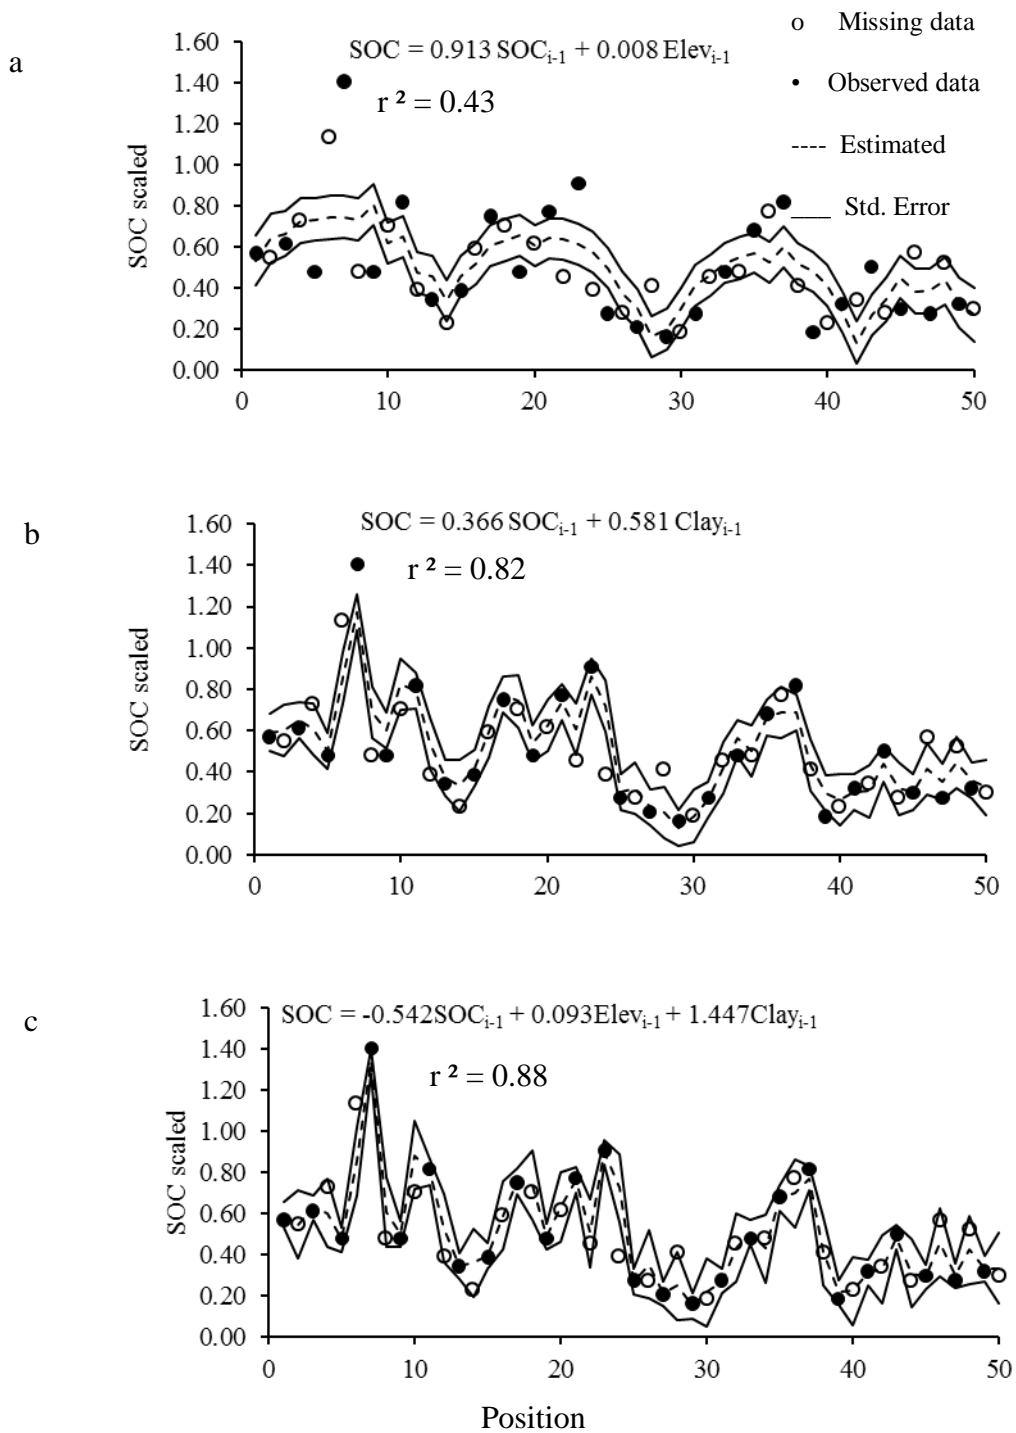 o Missing data
a
1.60
SOC = 0.913 SOCi-1 + 0.008 Elevi-1
1.40
• Observed data
r ² = 0.43
1.20
---- Estimated
1.00
0.80
___ Std. Error
0.60
0.40
0.20
0.00
SOC scaled
0 10 20 30 40 50
b
1.60
SOC = 0.366 SOCi-1 + 0.581 Clayi-1
1.40
r ² = 0.82
1.20
1.00
0.80
0.60
0.40
0.20
0.00
SOC scaled
0 10 20 30 40 50
c
1.60
SOC = -0.542SOCi-1 + 0.093Elevi-1 + 1.447Clayi-1
1.40
r ² = 0.88
1.20
1.00
0.80
0.60
0.40
0.20
0.00
SOC scaled
0 10 20 30 40 50
Position